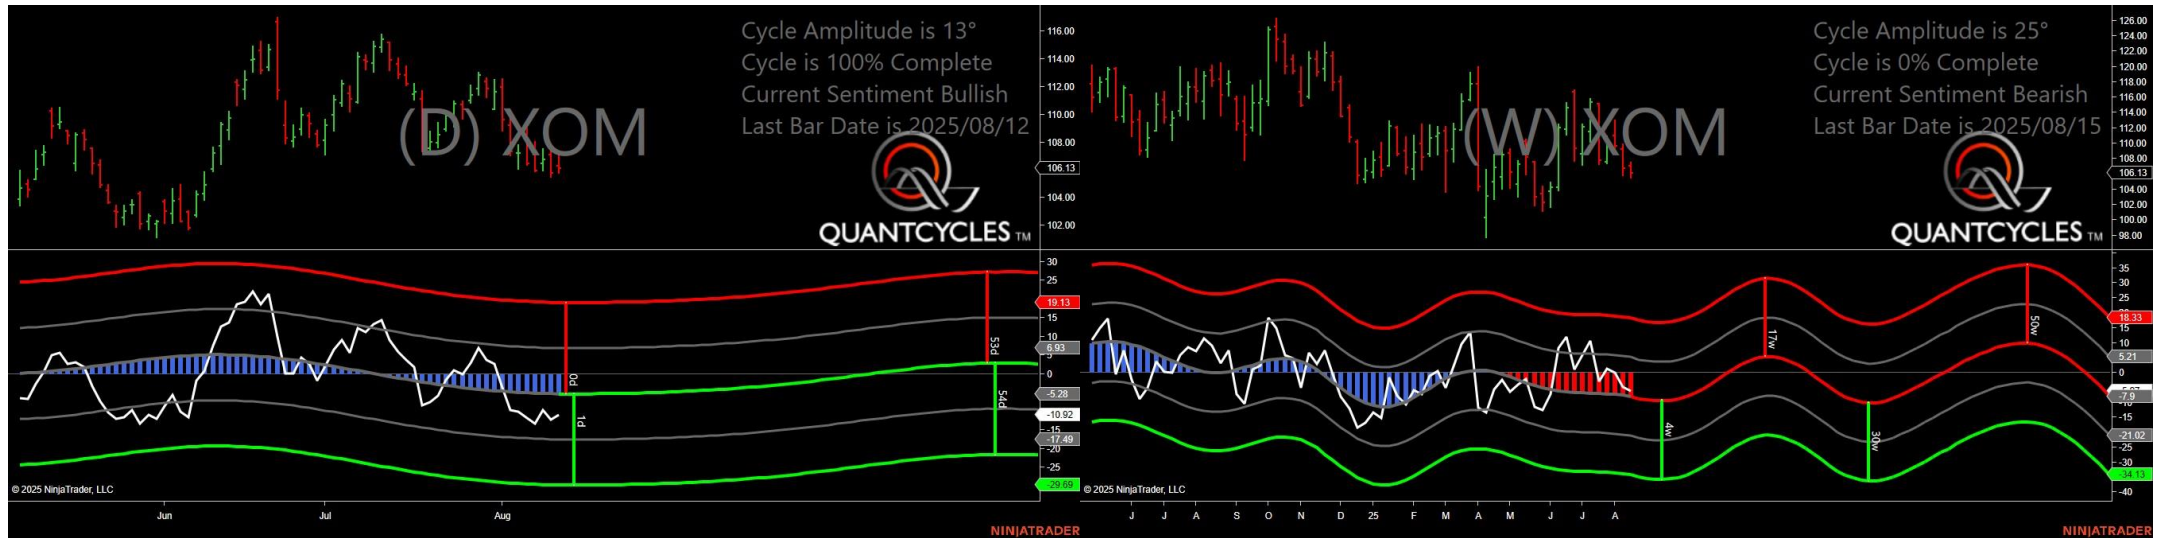 Cycle Amplitude is 13°
Cycle is 100% Complete
Current Sentiment Bullish
Last Bar Date is 2025/08/12
(D) XOM
QUANTCYCLES TM
116.00
114.00
112.00
110.00
108.00
106.13
104.00
102.00
30
25
19.13
15
10
6.93
5
0
-5.28
-10.92
-15
-17.49
-20
-25
-29.69
0d
1d
53d
54d
© 2025 NinjaTrader, LLC
Jun Jul Aug
NINJATRADER
Cycle Amplitude is 25°
Cycle is 0% Complete
Current Sentiment Bearish
Last Bar Date is 2025/08/15
(W) XOM
QUANTCYCLES TM
126.00
124.00
122.00
120.00
118.00
116.00
114.00
112.00
110.00
108.00
106.13
104.00
102.00
100.00
98.00
35
30
25
18.33
15
10
5.21
0
-7.9
-15
-21.02
-25
-30
-34.13
-40
4w
17w
30w
50w
© 2025 NinjaTrader, LLC
J J A S O N D 25 F M A M J J A
NINJATRADER